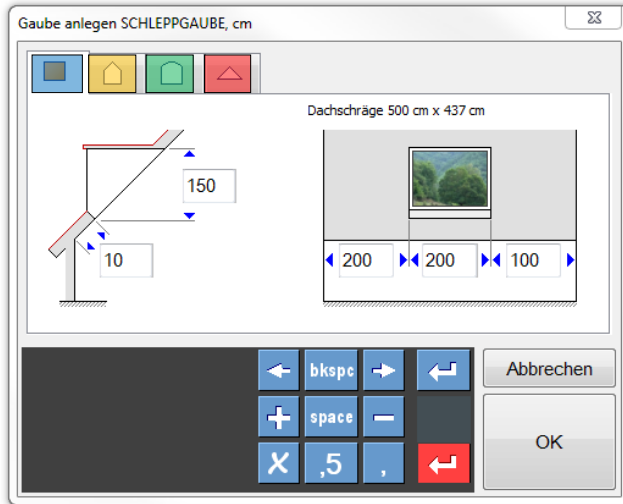 Gaube anlegen SCHLEPPGAUBE, cm
Dachschräge 500 cm x 437 cm
150
10
200 200 100
bkspc
Abbrechen
space
OK
,5 ,